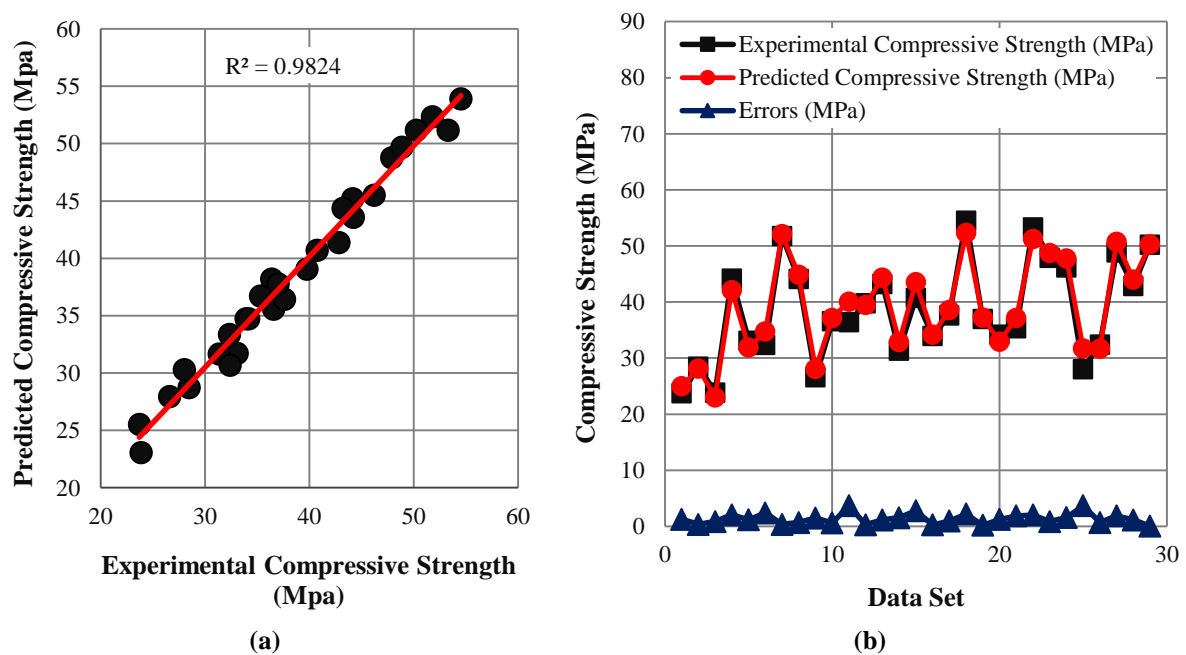 60
55
50
45
40
35
30
25
20
Predicted Compressive Strength (Mpa)
R² = 0.9824
20 30 40 50 60
Experimental Compressive Strength
(Mpa)
(a)
90
80
70
60
50
40
30
20
10
0
Compressive Strength (MPa)
Experimental Compressive Strength (MPa)
Predicted Compressive Strength (MPa)
Errors (MPa)
0 10 20 30
Data Set
(b)